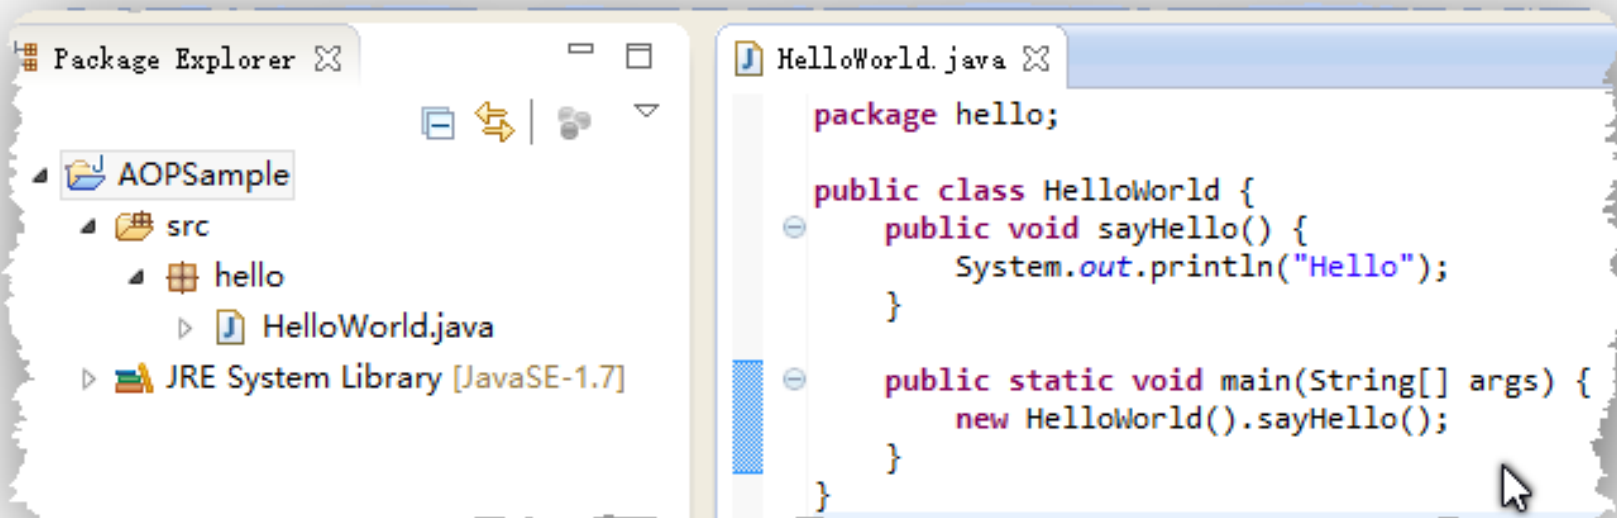 Package Explorer
AOPSample
src
hello
HelloWorld.java
JRE System Library [JavaSE-1.7]
HelloWorld.java
package hello;
public class HelloWorld {
public void sayHello() {
System.out.println("Hello");
}
public static void main(String[] args) {
new HelloWorld().sayHello();
}
}